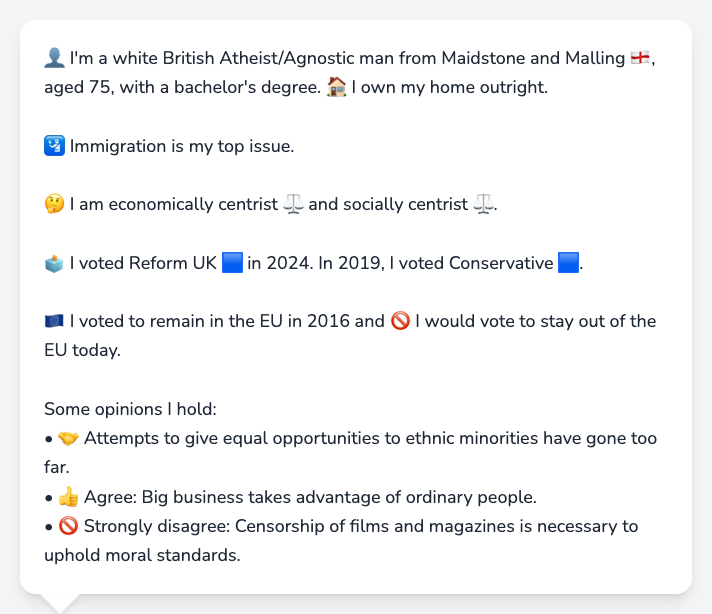 👤 I'm a white British Atheist/Agnostic man from Maidstone and Malling 🏴󠁧󠁢󠁥󠁮󠁧󠁿,
aged 75, with a bachelor's degree. 🏠 I own my home outright.
🛂 Immigration is my top issue.
🤔 I am economically centrist ⚖️ and socially centrist ⚖️.
🗳️ I voted Reform UK 🟦 in 2024. In 2019, I voted Conservative 🟦.
🇪🇺 I voted to remain in the EU in 2016 and 🚫 I would vote to stay out of the
EU today.
Some opinions I hold:
• 🤝 Attempts to give equal opportunities to ethnic minorities have gone too
far.
• 👍 Agree: Big business takes advantage of ordinary people.
• 🚫 Strongly disagree: Censorship of films and magazines is necessary to
uphold moral standards.